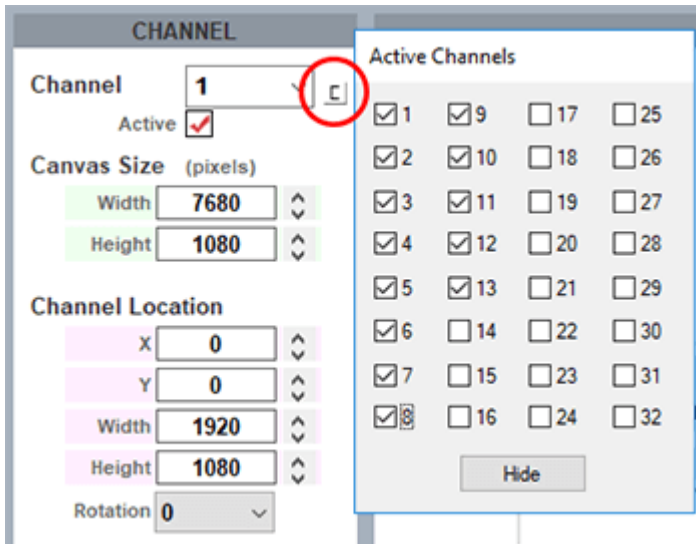 CHANNEL
Channel 1 C
Active
Canvas Size (pixels)
Width 7680
Height 1080
Channel Location
X 0
Y 0
Width 1920
Height 1080
Rotation 0
Active Channels
1 9 17 25
2 10 18 26
3 11 19 27
4 12 20 28
5 13 21 29
6 14 22 30
7 15 23 31
8 16 24 32
Hide